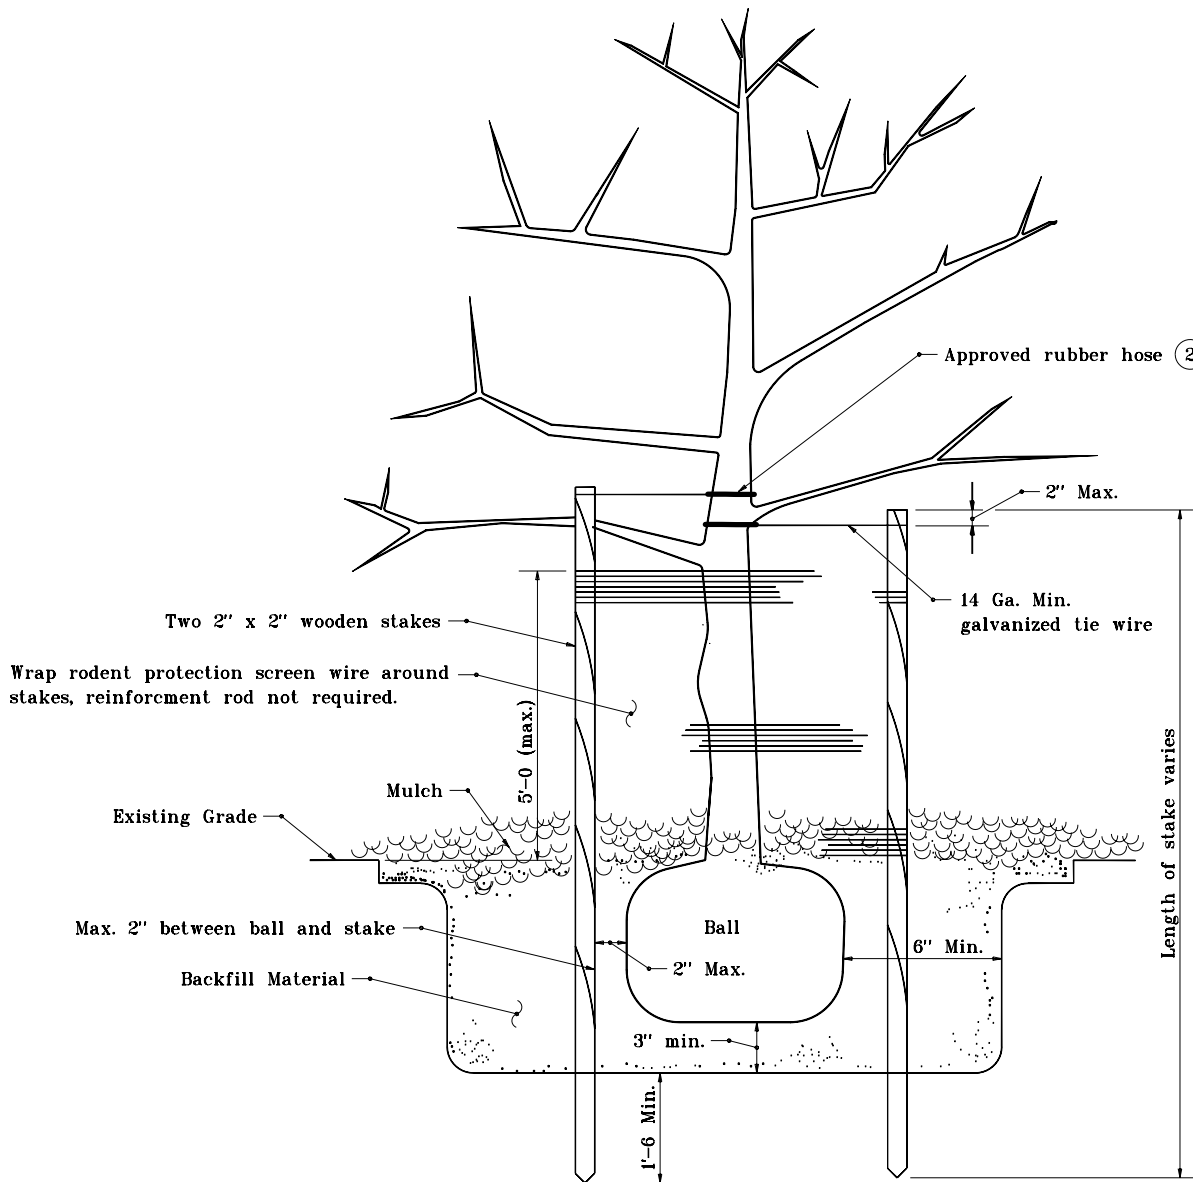 Approved rubber hose 2
2" Max.
14 Ga. Min.
galvanized tie wire
Two 2" x 2" wooden stakes
Wrap rodent protection screen wire around
stakes, reinforcment rod not required.
5'-0 (max.)
Mulch
Existing Grade
Length of stake varies
Max. 2" between ball and stake
Ball
6" Min.
2" Max.
Backfill Material
3" min.
1'-6 Min.